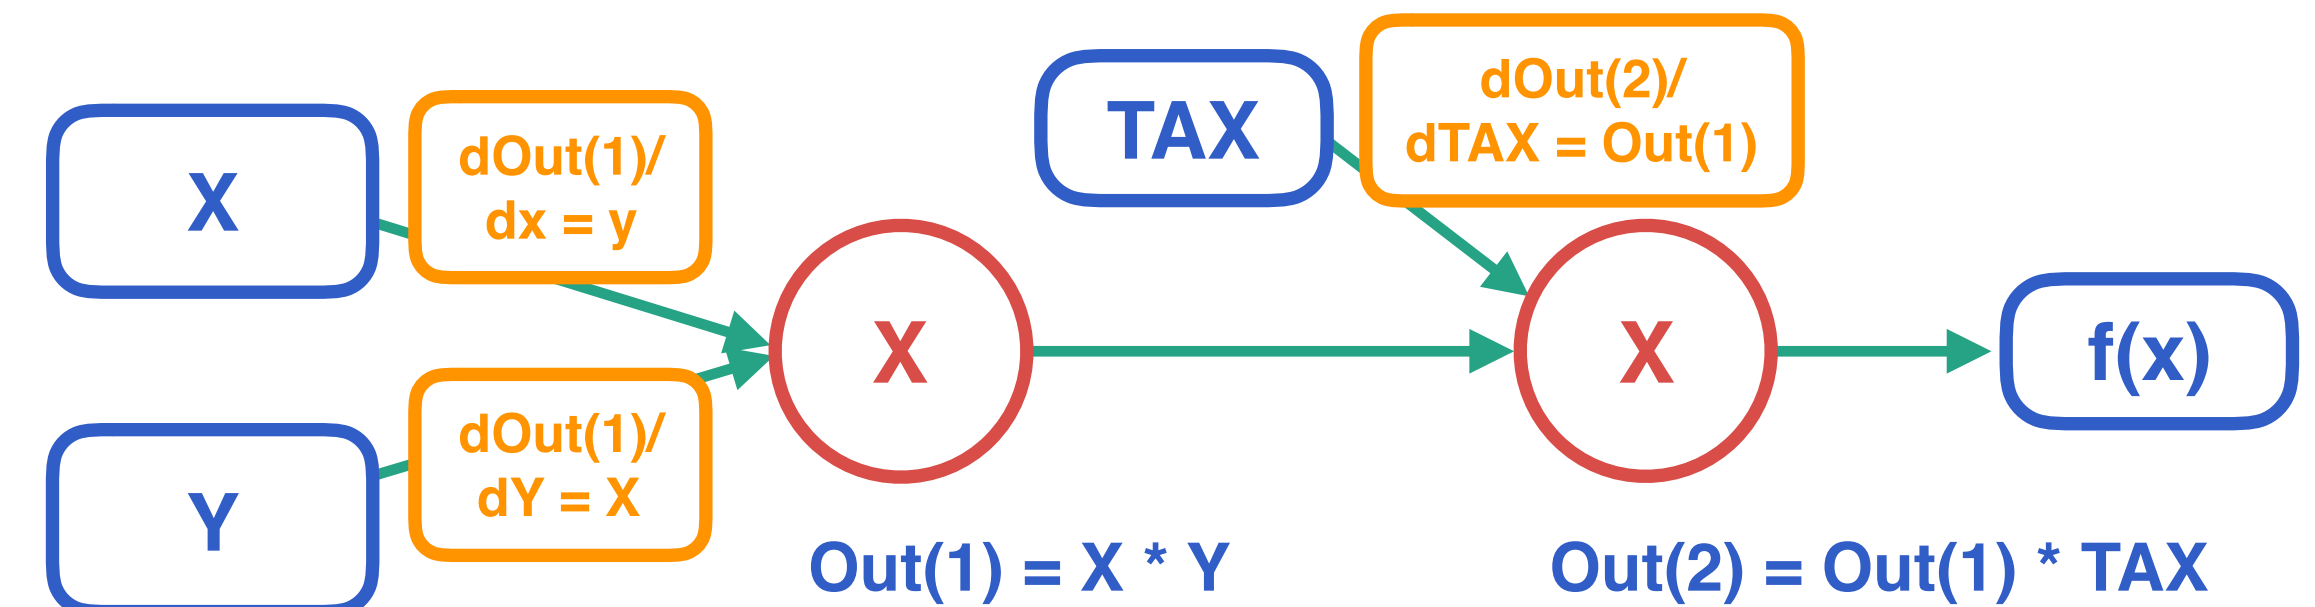 X
dOut(1)/
dx = y
TAX
dOut(2)/
dTAX = Out(1)
X
X
f(x)
Y
dOut(1)/
dY = X
Out(1) = X * Y
Out(2) = Out(1) * TAX